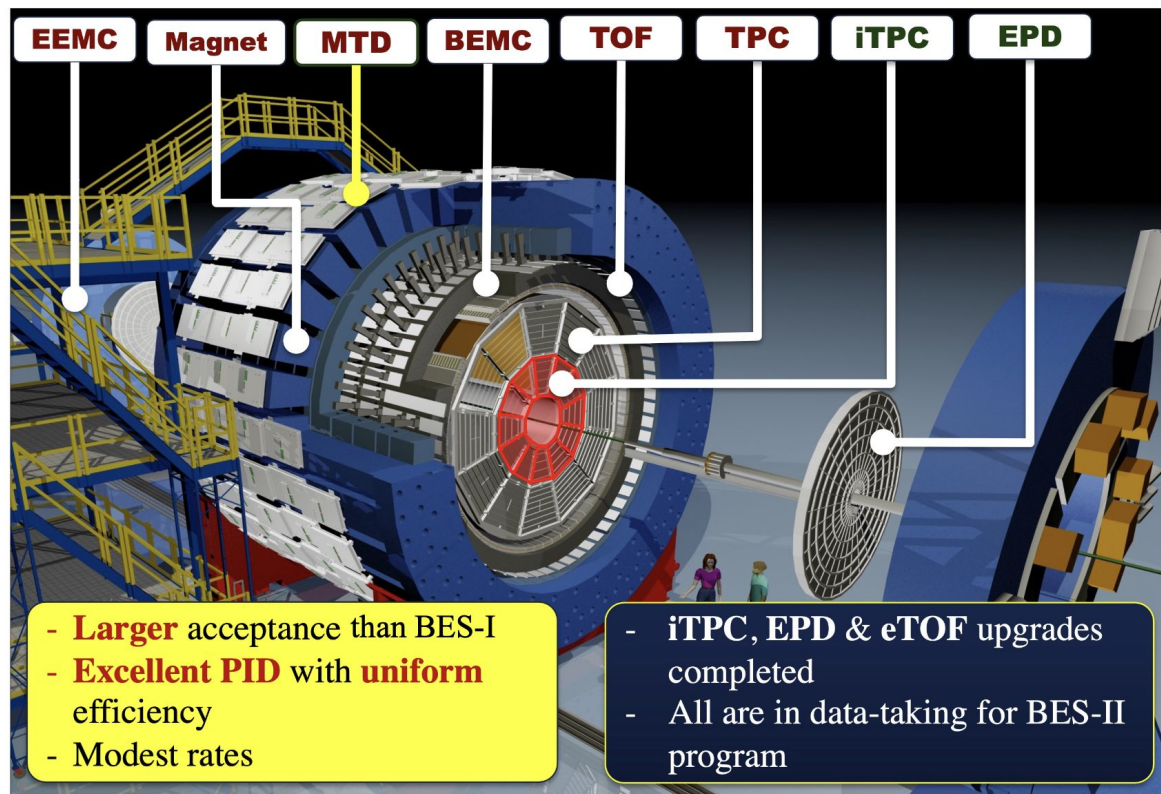 EEMC Magnet MTD BEMC TOF TPC iTPC EPD
- Larger acceptance than BES-I
- Excellent PID with uniform
efficiency
- Modest rates
- iTPC, EPD & eTOF upgrades
completed
- All are in data-taking for BES-II
program